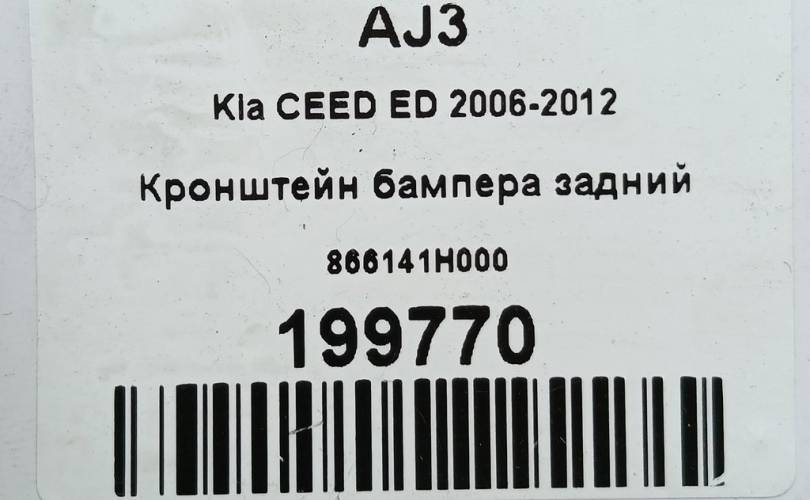 AJ3
Kia CEED ED 2006-2012
Кронштейн бампера задний
866141H000
199770